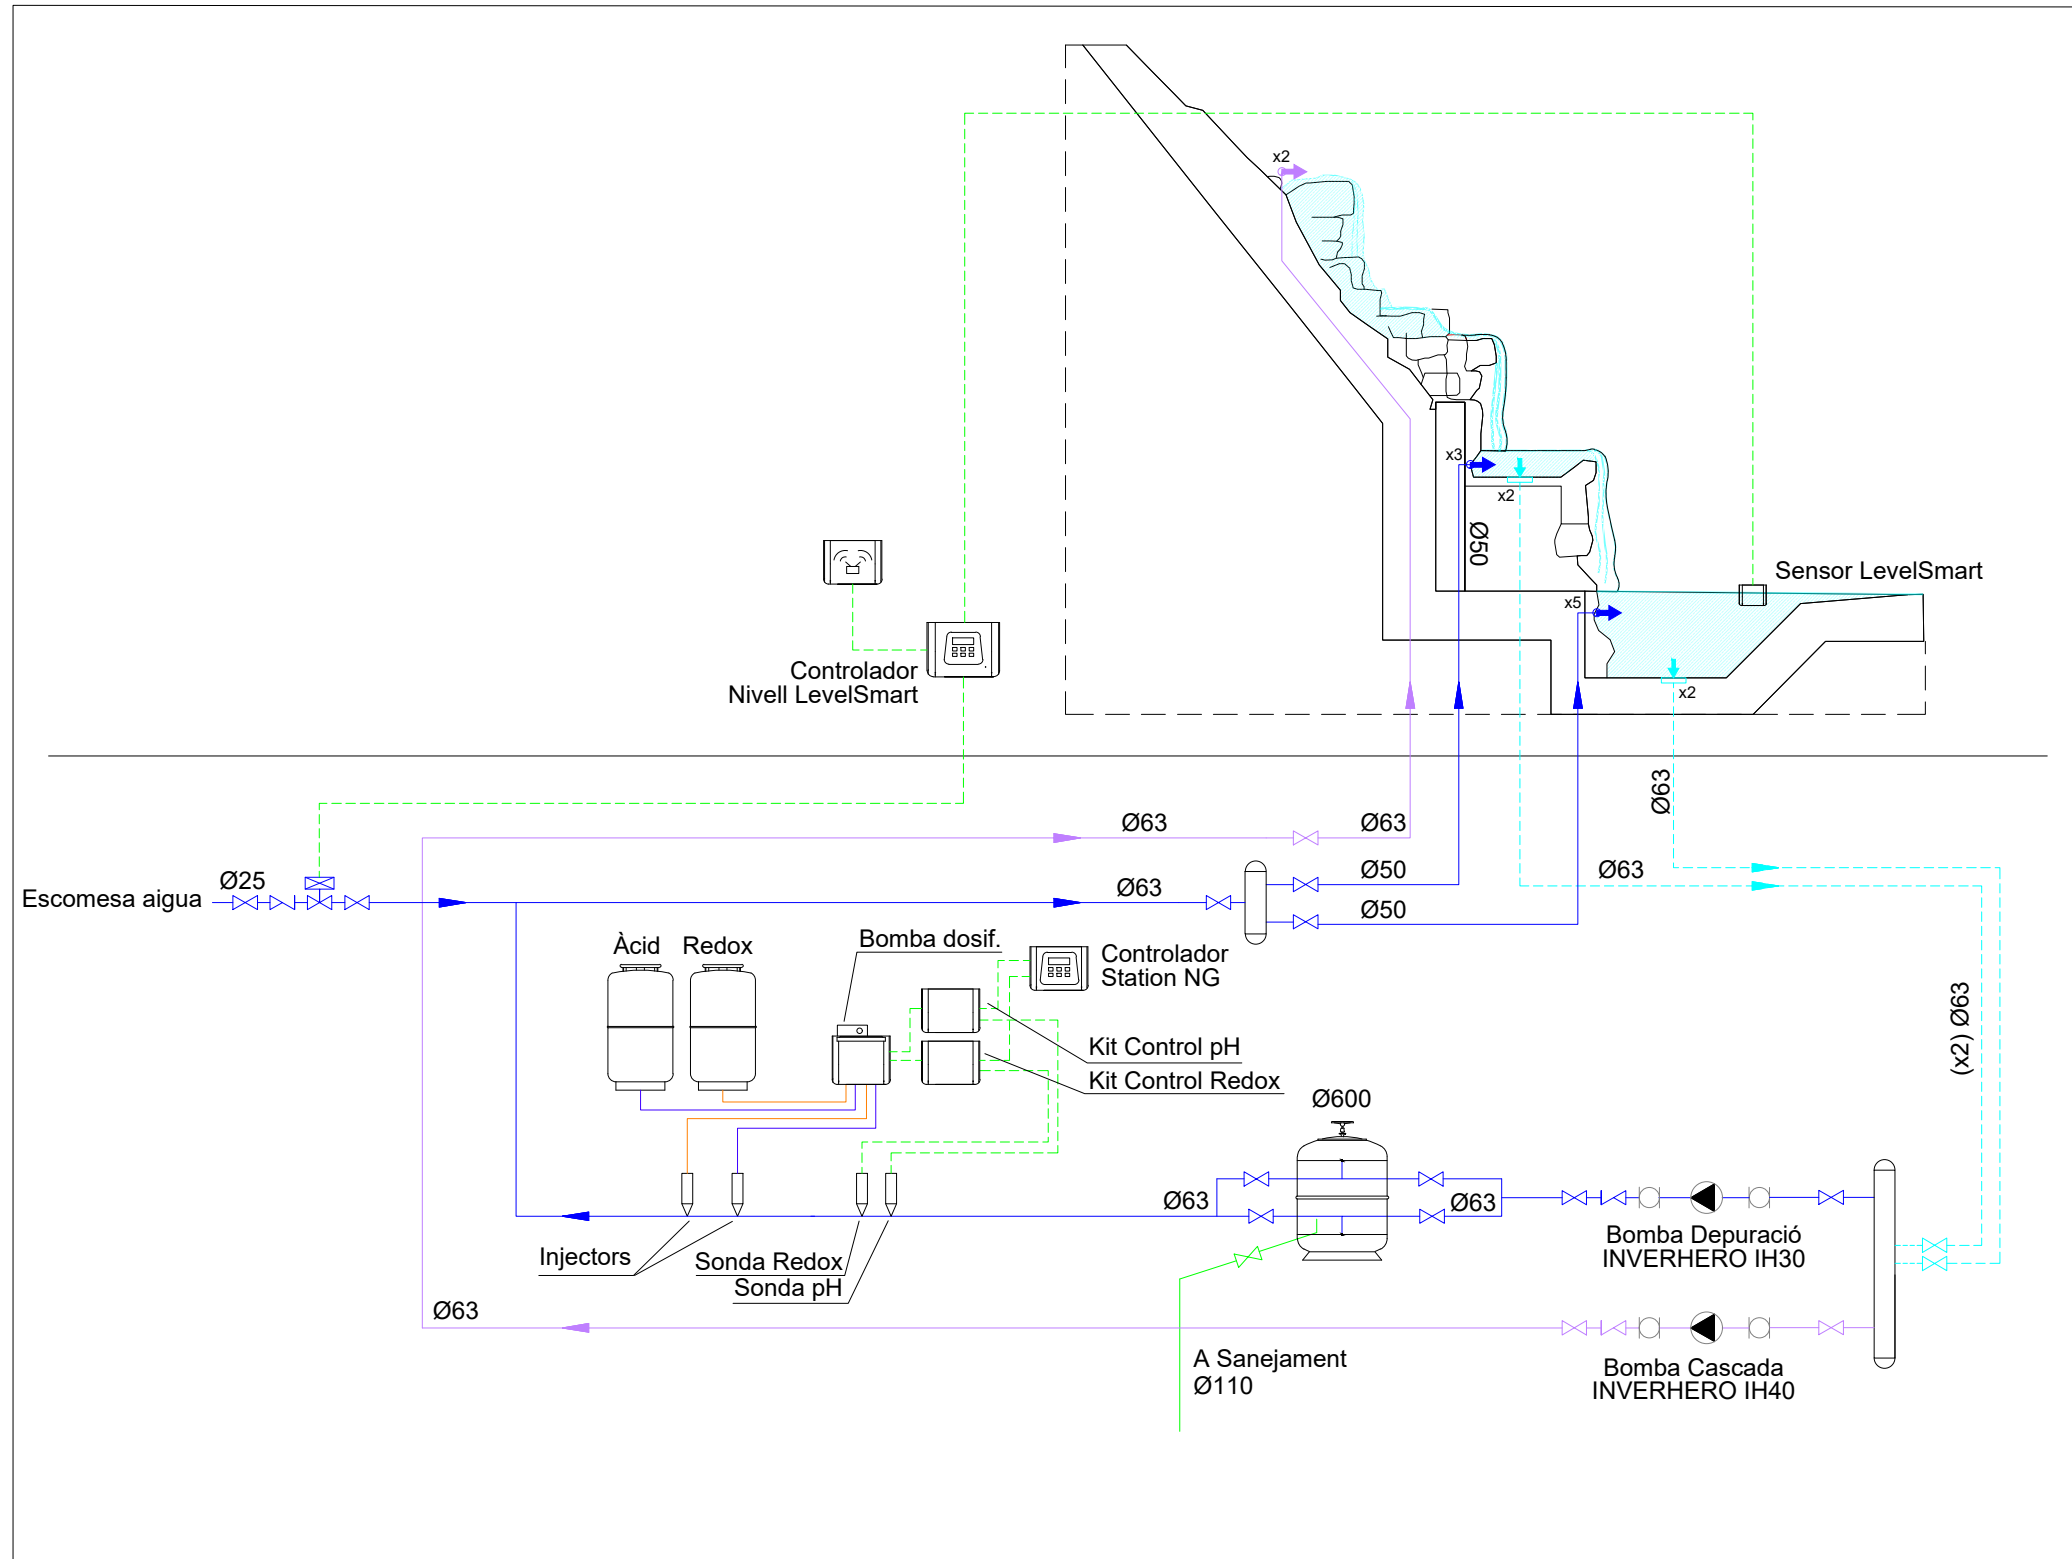 x2
x3
x2
Ø50
Sensor LevelSmart
x5
x2
Controlador
Nivell LevelSmart
Ø63
Ø63
Ø63
Ø25
Escomesa aigua
Ø63
Ø50
Ø50
Ø63
Àcid
Redox
Bomba dosif.
Controlador
Station NG
Kit Control pH
Kit Control Redox
(x2) Ø63
Ø600
Ø63
Ø63
Bomba Depuració
INVERHERO IH30
Injectors
Sonda Redox
Sonda pH
Ø63
A Sanejament
Ø110
Bomba Cascada
INVERHERO IH40